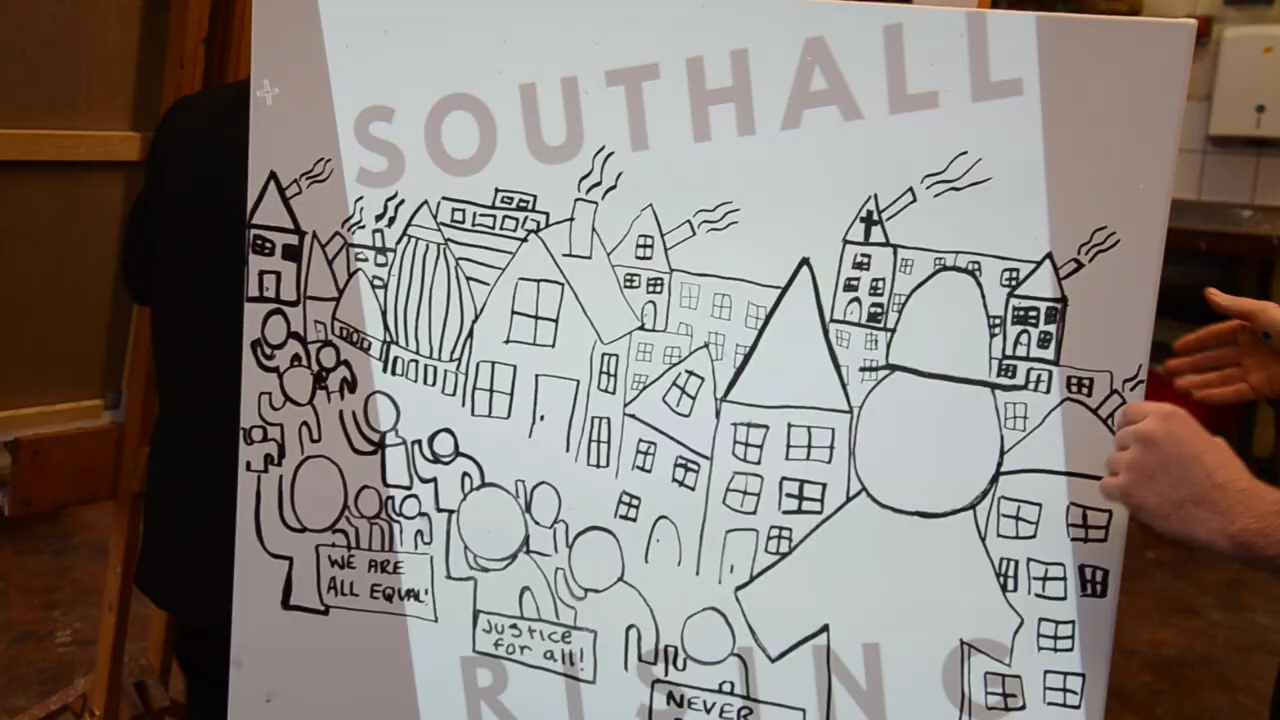 SOUTHALL
WE ARE
ALL EQUAL!
Justice
for all!
RISING
NEVER